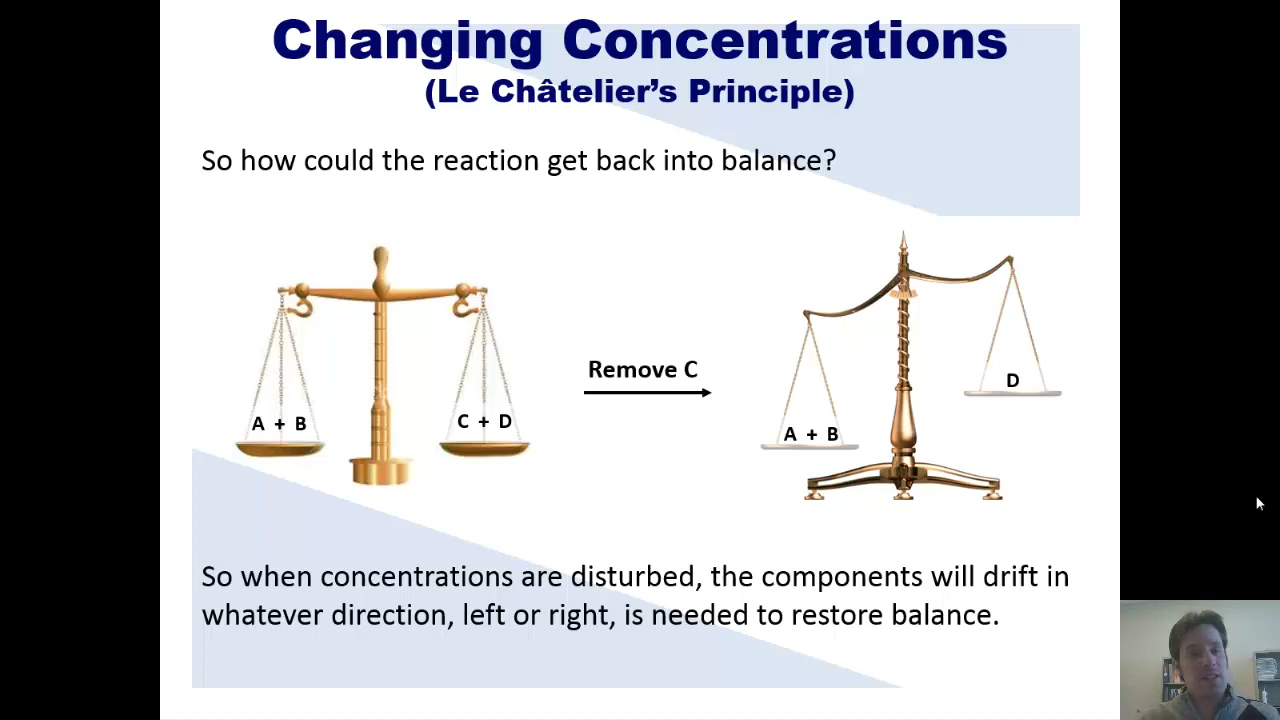 Changing Concentrations
(Le Châtelier’s Principle)
So how could the reaction get back into balance?
Remove C
D
A + B
C + D
A + B
So when concentrations are disturbed, the components will drift in
whatever direction, left or right, is needed to restore balance.